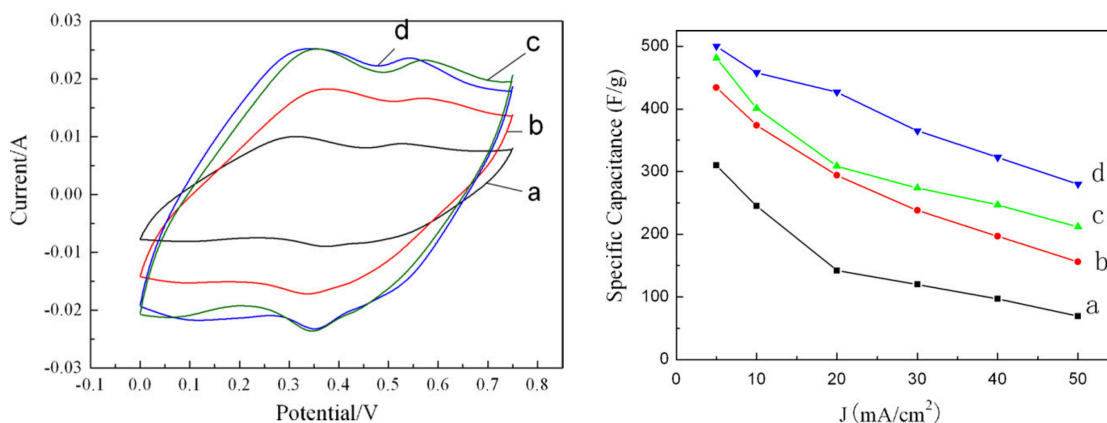 0.03
0.02
0.01
0.00
-0.01
-0.02
-0.03
Current/A
-0.1 0.0 0.1 0.2 0.3 0.4 0.5 0.6 0.7 0.8
Potential/V
d
c
b
a
500
400
300
200
100
0
Specific Capacitance (F/g)
0 10 20 30 40 50
J (mA/cm²)
d
c
b
a